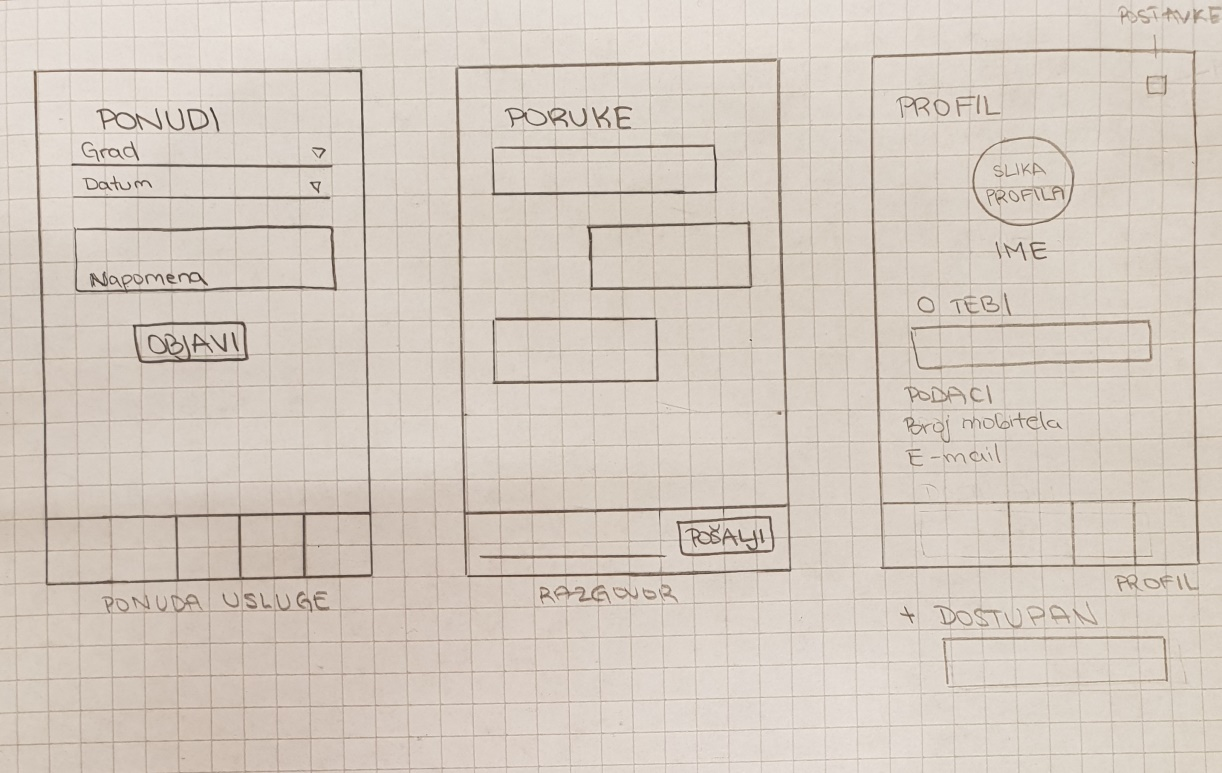 PONUDI
Grad
Datum
Napomena
OBJAVI
PONUDA USLUGE
PORUKE
POŠALJI
RAZGOVOR
POSTAVKE
PROFIL
SLIKA
PROFILA
IME
O TEBI
PODACI
Broj mobitela
E-mail
PROFIL
+ DOSTUPAN